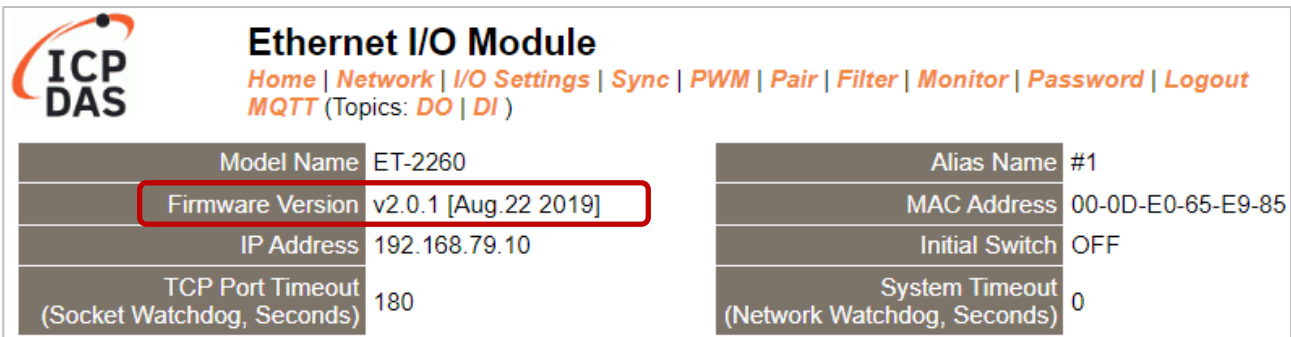 ICP
DAS
Ethernet I/O Module
Home | Network | I/O Settings | Sync | PWM | Pair | Filter | Monitor | Password | Logout
MQTT (Topics: DO | DI )
Model Name ET-2260 Alias Name #1
Firmware Version v2.0.1 [Aug.22 2019] MAC Address 00-0D-E0-65-E9-85
IP Address 192.168.79.10 Initial Switch OFF
TCP Port Timeout
(Socket Watchdog, Seconds) 180
System Timeout
(Network Watchdog, Seconds) 0